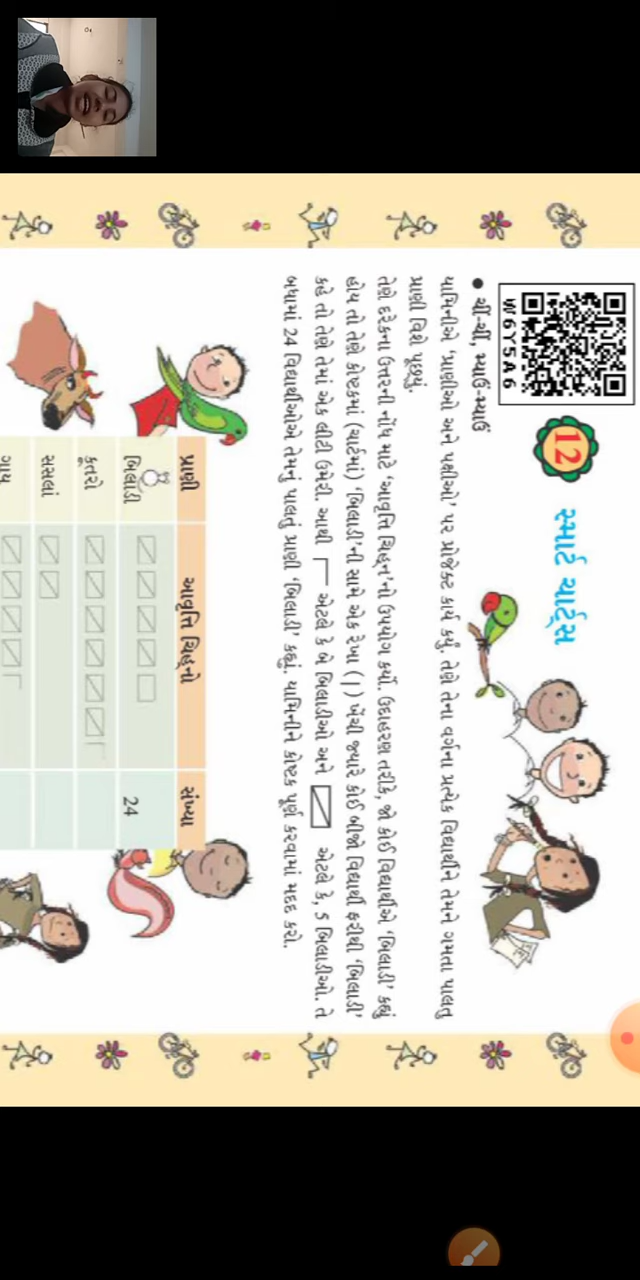 W6Y5A6
12
સ્માર્ટ ચાર્ટ્સ
• ચીં-ચીં, મ્યાઉં-મ્યાઉં
યામિનીએ 'પ્રાણીઓ અને પક્ષીઓ' પર પ્રોજેક્ટ કાર્ય કર્યું. તેણે તેના વર્ગના પ્રત્યેક વિદ્યાર્થીને તેમને ગમતા પાલતુ
પ્રાણી વિશે પૂછ્યું.
તેણે દરેકના ઉત્તરની નોંધ માટે 'આવૃત્તિ ચિહ્ન'નો ઉપયોગ કર્યો. ઉદાહરણ તરીકે, જો કોઈ વિદ્યાર્થીએ 'બિલાડી' કહ્યું
હોય તો તેણે કોષ્ટકમાં (ચાર્ટમાં) 'બિલાડી'ની સામે એક રેખા (|) ખેંચી જ્યારે કોઈ બીજો વિદ્યાર્થી ફરીથી 'બિલાડી'
કહે તો તેણે તેમાં એક લીટી ઉમેરી. આથી એટલે કે બે બિલાડીઓ અને એટલે કે, 5 બિલાડીઓ. તે
બધામાં 24 વિદ્યાર્થીઓએ તેમનું પાલતું પ્રાણી 'બિલાડી' કહ્યું. યામિનીને કોષ્ટક પૂર્ણ કરવામાં મદદ કરો.
પ્રાણી આવૃત્તિ ચિહ્નો સંખ્યા
બિલાડી 24
કૂતરો
સસલાં
ગાય